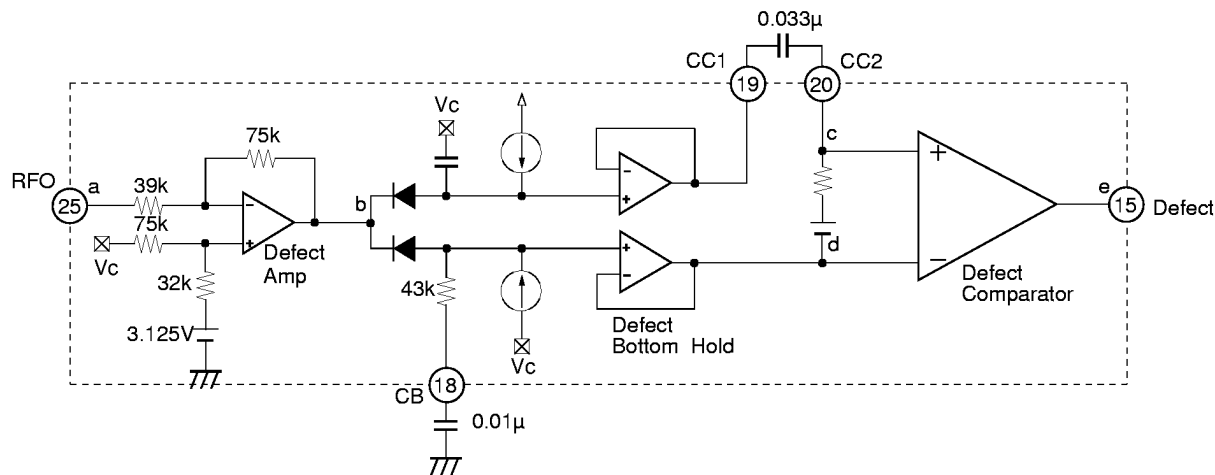 0.033µ
CC1
CC2
19
20
Vc
75k
c
RFO
a
39k
25
b
e
15
Defect
75k
Vc
Defect
Amp
d
32k
43k
Defect
Comparator
3.125V
Defect
Bottom Hold
Vc
CB
18
0.01µ